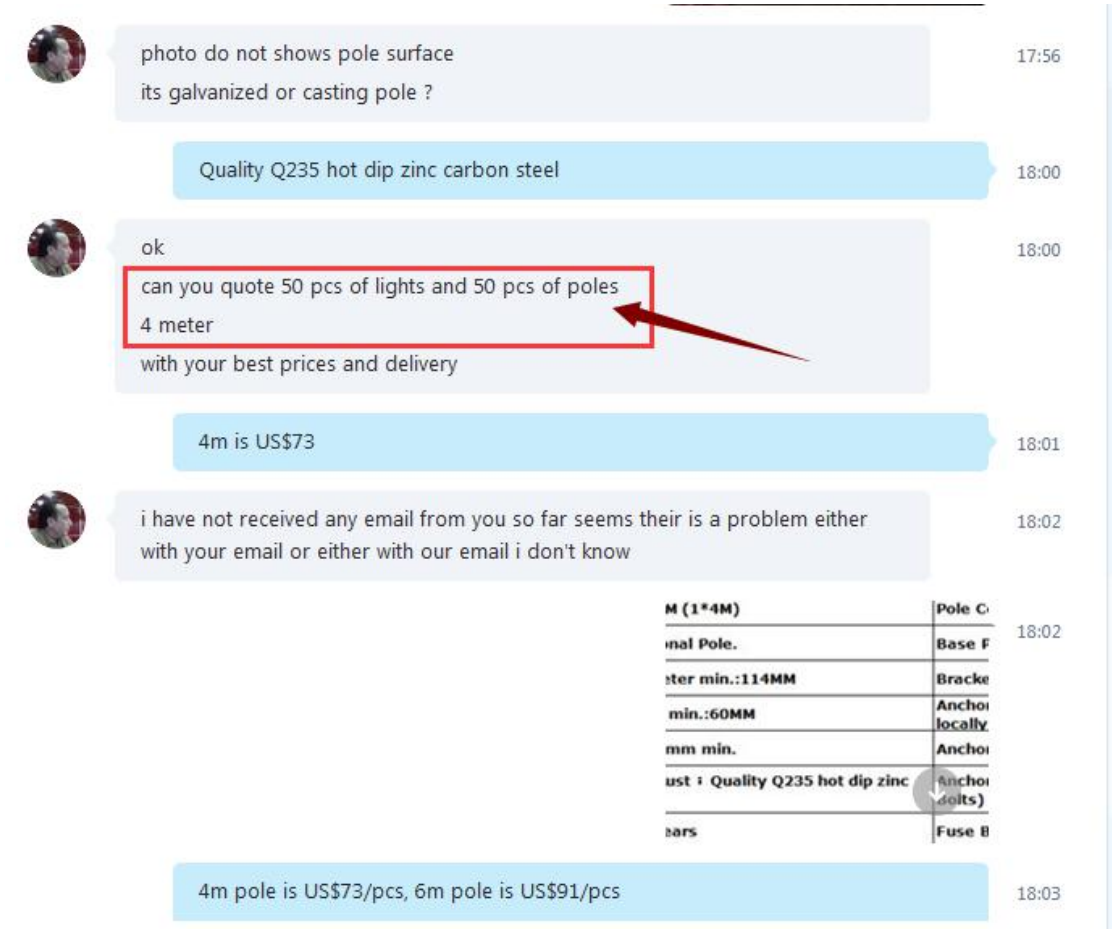 photo do not shows pole surface
17:56
its galvanized or casting pole ?
Quality Q235 hot dip zinc carbon steel
18:00
ok
18:00
can you quote 50 pcs of lights and 50 pcs of poles
4 meter
with your best prices and delivery
4m is US$73
18:01
i have not received any email from you so far seems their is a problem either
18:02
with your email or either with our email i don't know
M (1*4M)
Pole
18:02
onal Pole.
Base
eter min.:114MM
Bracke
min.:60MM
Ancho
locally
mm min.
Ancho
ust : Quality Q235 hot dip zinc
Ancho
Bolts)
ears
Fuse B
4m pole is US$73/pcs, 6m pole is US$91/pcs
18:03